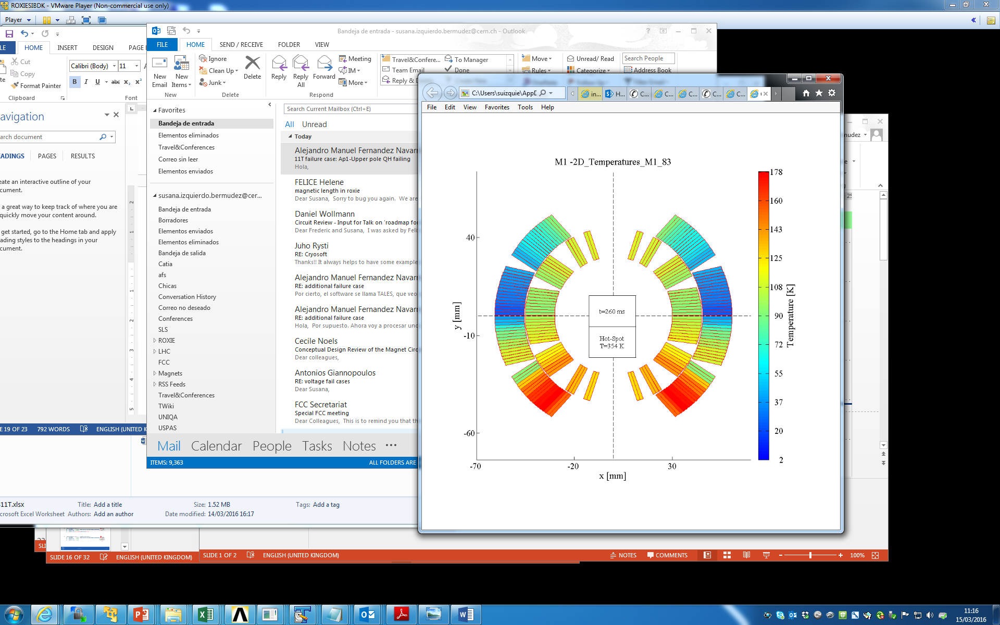 ROXIESIBDK - VMware Player (Non-commercial use only)
Player
Bandeja de entrada - susana.izquierdo.bermudez@cern.ch - Outlook
HOME INSERT DESIGN PAGE
Cut
Copy
Format Painter
Clipboard
Calibri (Body) 11
B I U abc x₂ x²
Font
FILE HOME SEND / RECEIVE FOLDER VIEW
New Email
New Items
New
Ignore
Clean Up
Junk
Delete
Delete
Reply
Reply All
Forward
Meeting
IM
More
Respond
Travel&Confere...
Team Email
To Manager
Done
Move
Rules
Unread/ Read
Categorize
Search People
Address Book
PAGES RESULTS
Favorites
Bandeja de entrada
Elementos eliminados
Travel&Conferences
Correo sin leer
Elementos enviados
susana.izquierdo.bermudez@cer...
Bandeja de entrada
Borradores
Elementos enviados
Elementos eliminados
Bandeja de salida
Catia
afs
Chicas
Conversation History
Correo no deseado
Conferences
SLS
ROXIE
LHC
FCC
Magnets
RSS Feeds
Travel&Conferences
TWiki
UNIQA
USPAS
Search Current Mailbox (Ctrl+E)
All Unread
Today
Alejandro Manuel Fernandez Navarr
11T failure case: Ap1-Upper pole QH failing
Hola,
FELICE Helene
magnetic length in roxie
Dear Susana, Sorry to bug you again. We are
Daniel Wollmann
Circuit Review - Input for Talk on 'roadmap for
Dear Frederic and Susana, I was asked by Feli
Juho Rysti
RE: Cryosoft
Thanks!! It always helps to have some example
Alejandro Manuel Fernandez Navarr
RE: additional failure case
Por cierto, el software se llama TALES, que veo
Alejandro Manuel Fernandez Navarr
RE: additional failure case
Hola, Por supuesto. Ahora voy a procesar uno
Cecile Noels
Conceptual Design Review of the Magnet Circ
Dear colleagues,
Antonios Giannopoulos
RE: voltage fail cases
Dear Susana,
FCC Secretariat
Special FCC meeting
Dear Colleagues, This is to remind you that th
Mail Calendar People Tasks Notes
ITEMS: 9,363 ALL FOLDERS ARE
avigation
arch document
ADINGS
eate an interactive outline of your
cument.
a great way to keep track of where you are
quickly move your content around.
get started, go to the Home tab and apply
ading styles to the headings in your
cument.
E 19 OF 23 792 WORDS ENGLISH (UNITED K
11T.xlsx
crosoft Excel Worksheet
Title: Add a title
Authors: Add an author
Size: 1.52 MB
Date modified: 14/03/2016 16:17
Tags: Add a tag
C:\Users\suizquie\AppD
in... H... C... C... C... C... C...
File Edit View Favorites Tools Help
M1 -2D_Temperatures_M1_83
40
-10
-60
y [mm]
-70 -20 30
x [mm]
t=260 ms
Hot-Spot
T=354 K
178
160
143
125
108
90
72
55
37
20
2
Temperature [K]
mudez
SLIDE 16 OF 32 ENGLISH (UNITED KINGDOM)
SLIDE 1 OF 2 ENGLISH (UNITED KINGDOM)
NOTES COMMENTS 100%
11:16
15/03/2016